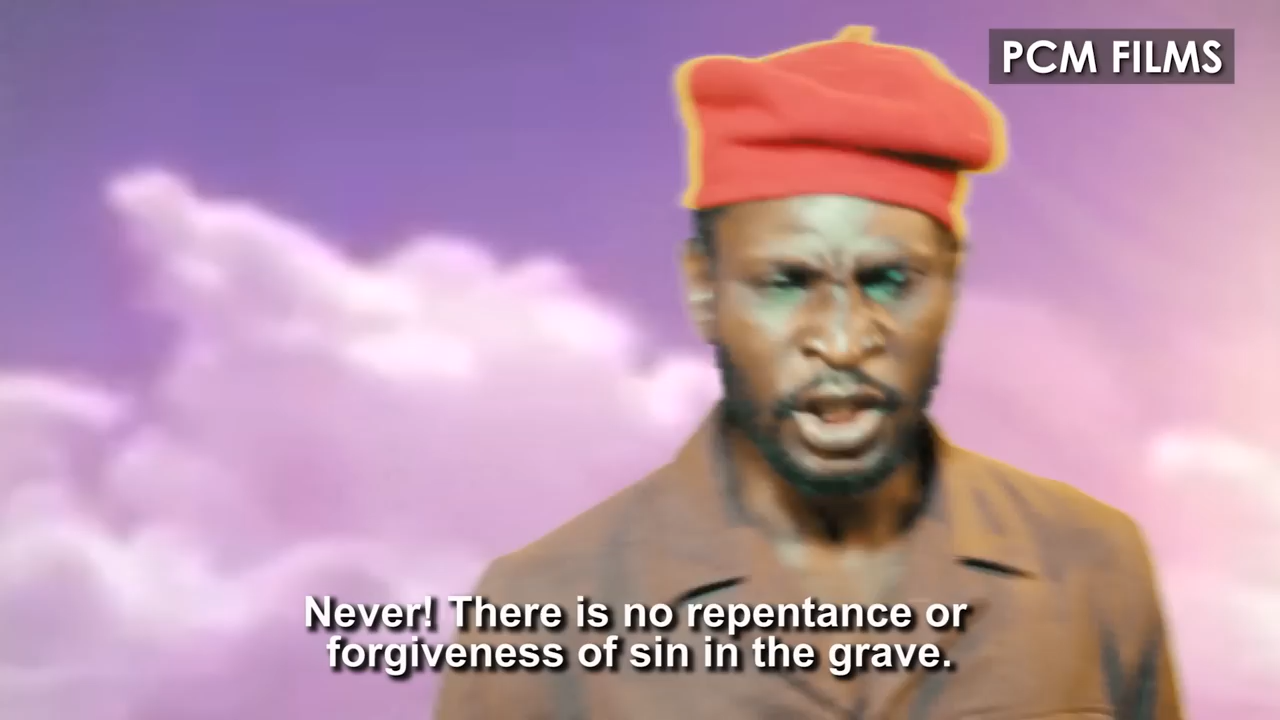 PCM FILMS
Never! There is no repentance or
forgiveness of sin in the grave.